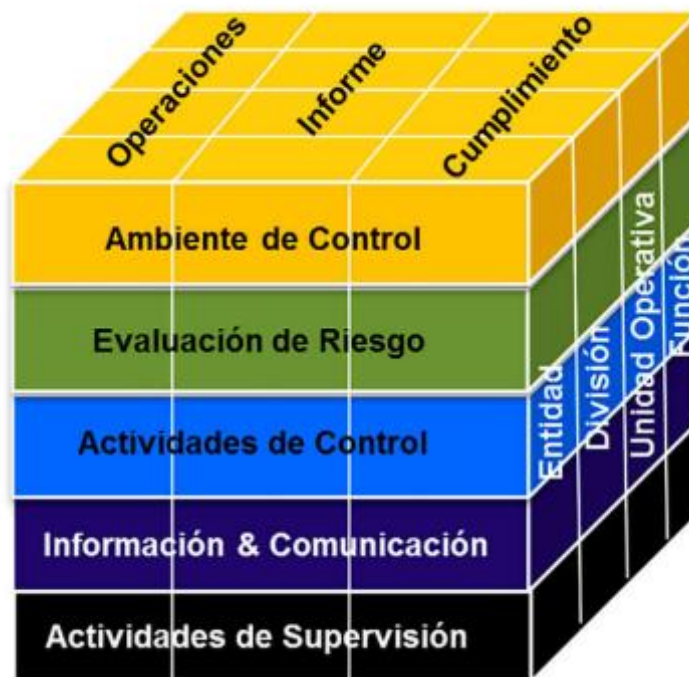 Operaciones
Informe
Cumplimiento
Ambiente de Control
Evaluación de Riesgo
Actividades de Control
Información & Comunicación
Actividades de Supervisión
Entidad
División
Unidad Operativa
Función